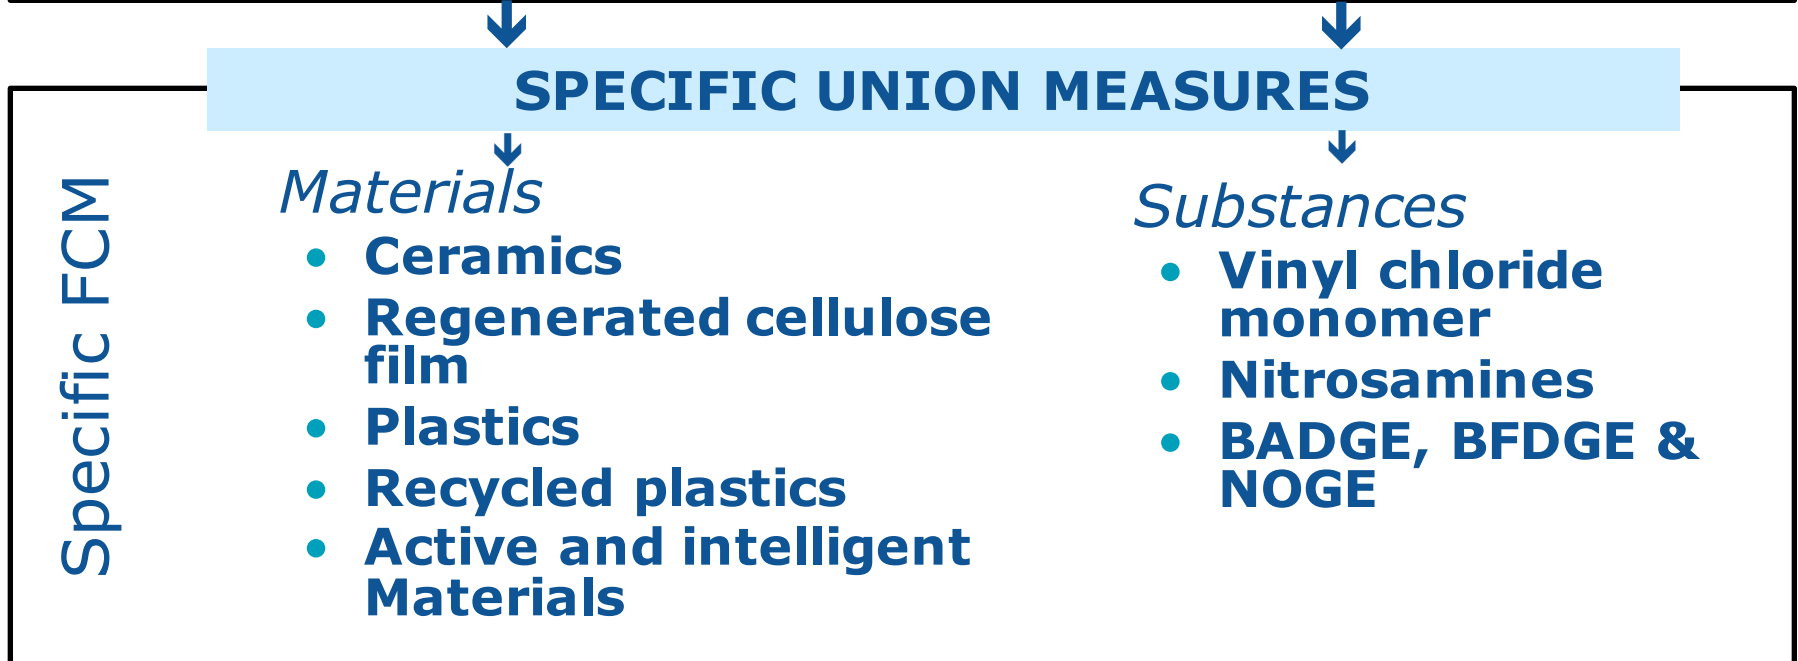 SPECIFIC UNION MEASURES
Specific FCM
Materials
• Ceramics
• Regenerated cellulose
film
• Plastics
• Recycled plastics
• Active and intelligent
Materials
Substances
• Vinyl chloride
monomer
• Nitrosamines
• BADGE, BFDGE &
NOGE